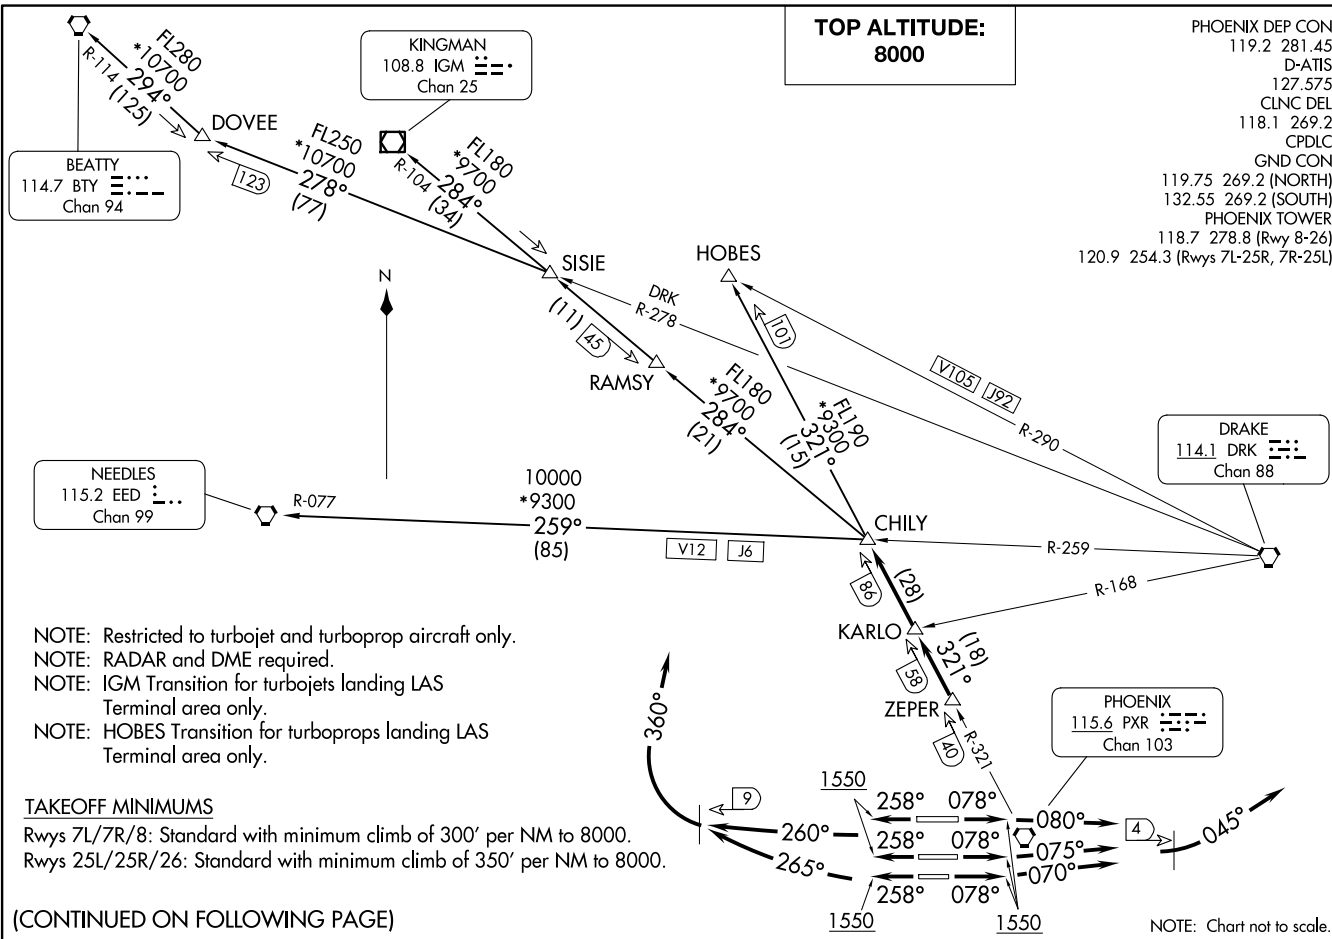 TOP ALTITUDE:
8000
PHOENIX DEP CON
119.2 281.45
D-ATIS
127.575
CLNC DEL
118.1 269.2
CPDLC
GND CON
119.75 269.2 (NORTH)
132.55 269.2 (SOUTH)
PHOENIX TOWER
118.7 278.8 (Rwy 8-26)
120.9 254.3 (Rwys 7L-25R, 7R-25L)
KINGMAN
108.8 IGM
Chan 25
FL280
*10700
294°
(125)
R-114
DOVEE
BEATTY
114.7 BTY
Chan 94
123
FL250
*10700
278°
(77)
R-104
FL180
*9700
284°
(34)
SISIE
HOBES
N
DRK
R-278
(11)
45
RAMSY
101
FL180
*9700
284°
(21)
FL190
*9300
321°
(15)
V105
J92
R-290
DRAKE
114.1 DRK
Chan 88
NEEDLES
115.2 EED
Chan 99
R-077
10000
*9300
259°
(85)
V12
J6
CHILY
R-259
R-168
86
(28)
KARLO
(18)
321°
58
ZEPER
40
R-321
PHOENIX
115.6 PXR
Chan 103
NOTE: Restricted to turbojet and turboprop aircraft only.
NOTE: RADAR and DME required.
NOTE: IGM Transition for turbojets landing LAS
Terminal area only.
NOTE: HOBES Transition for turboprops landing LAS
Terminal area only.
360°
9
1550
258° 078°
080°
4
045°
260°
258° 078°
075°
265°
258° 078°
070°
1550
1550
TAKEOFF MINIMUMS
Rwys 7L/7R/8: Standard with minimum climb of 300' per NM to 8000.
Rwys 25L/25R/26: Standard with minimum climb of 350' per NM to 8000.
(CONTINUED ON FOLLOWING PAGE)
NOTE: Chart not to scale.